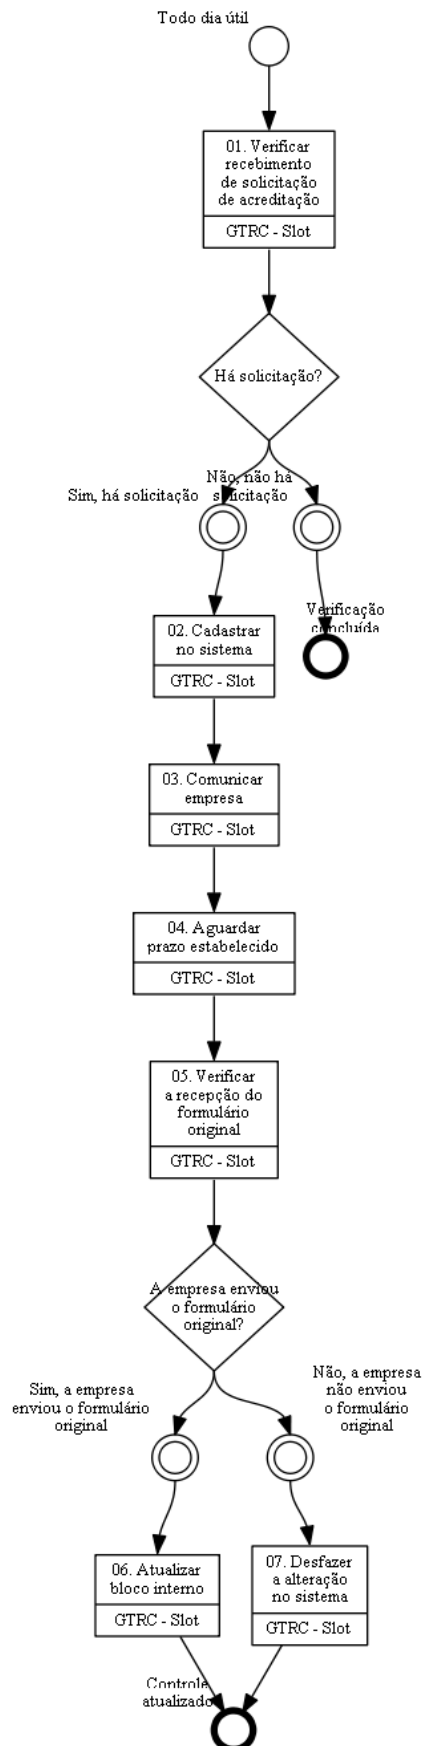 Todo dia útil
01. Verificar
recebimento
de solicitação
de acreditação
GTRC - Slot
Há solicitação?
Sim, há solicitação
Não, não há
solicitação
Verificação
concluída
02. Cadastrar
no sistema
GTRC - Slot
03. Comunicar
empresa
GTRC - Slot
04. Aguardar
prazo estabelecido
GTRC - Slot
05. Verificar
a recepção do
formulário
original
GTRC - Slot
A empresa enviou
o formulário
original?
Sim, a empresa
enviou o formulário
original
Não, a empresa
não enviou
o formulário
original
06. Atualizar
bloco interno
GTRC - Slot
07. Desfazer
a alteração
no sistema
GTRC - Slot
Controle
atualizado